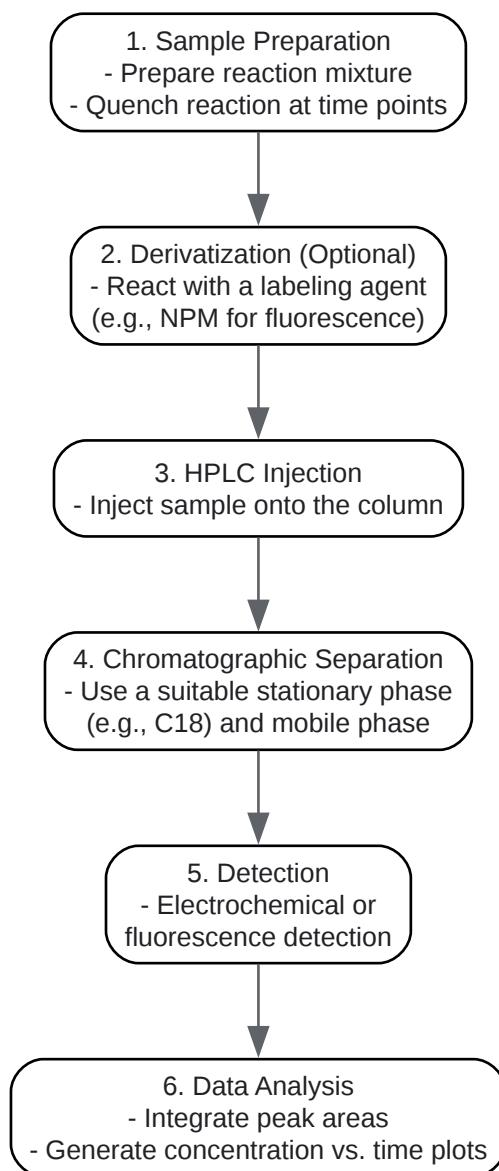 1. Sample Preparation
- Prepare reaction mixture
- Quench reaction at time points
2. Derivatization (Optional)
- React with a labeling agent
(e.g., NPM for fluorescence)
3. HPLC Injection
- Inject sample onto the column
4. Chromatographic Separation
- Use a suitable stationary phase
(e.g., C18) and mobile phase
5. Detection
- Electrochemical or
fluorescence detection
6. Data Analysis
- Integrate peak areas
- Generate concentration vs. time plots